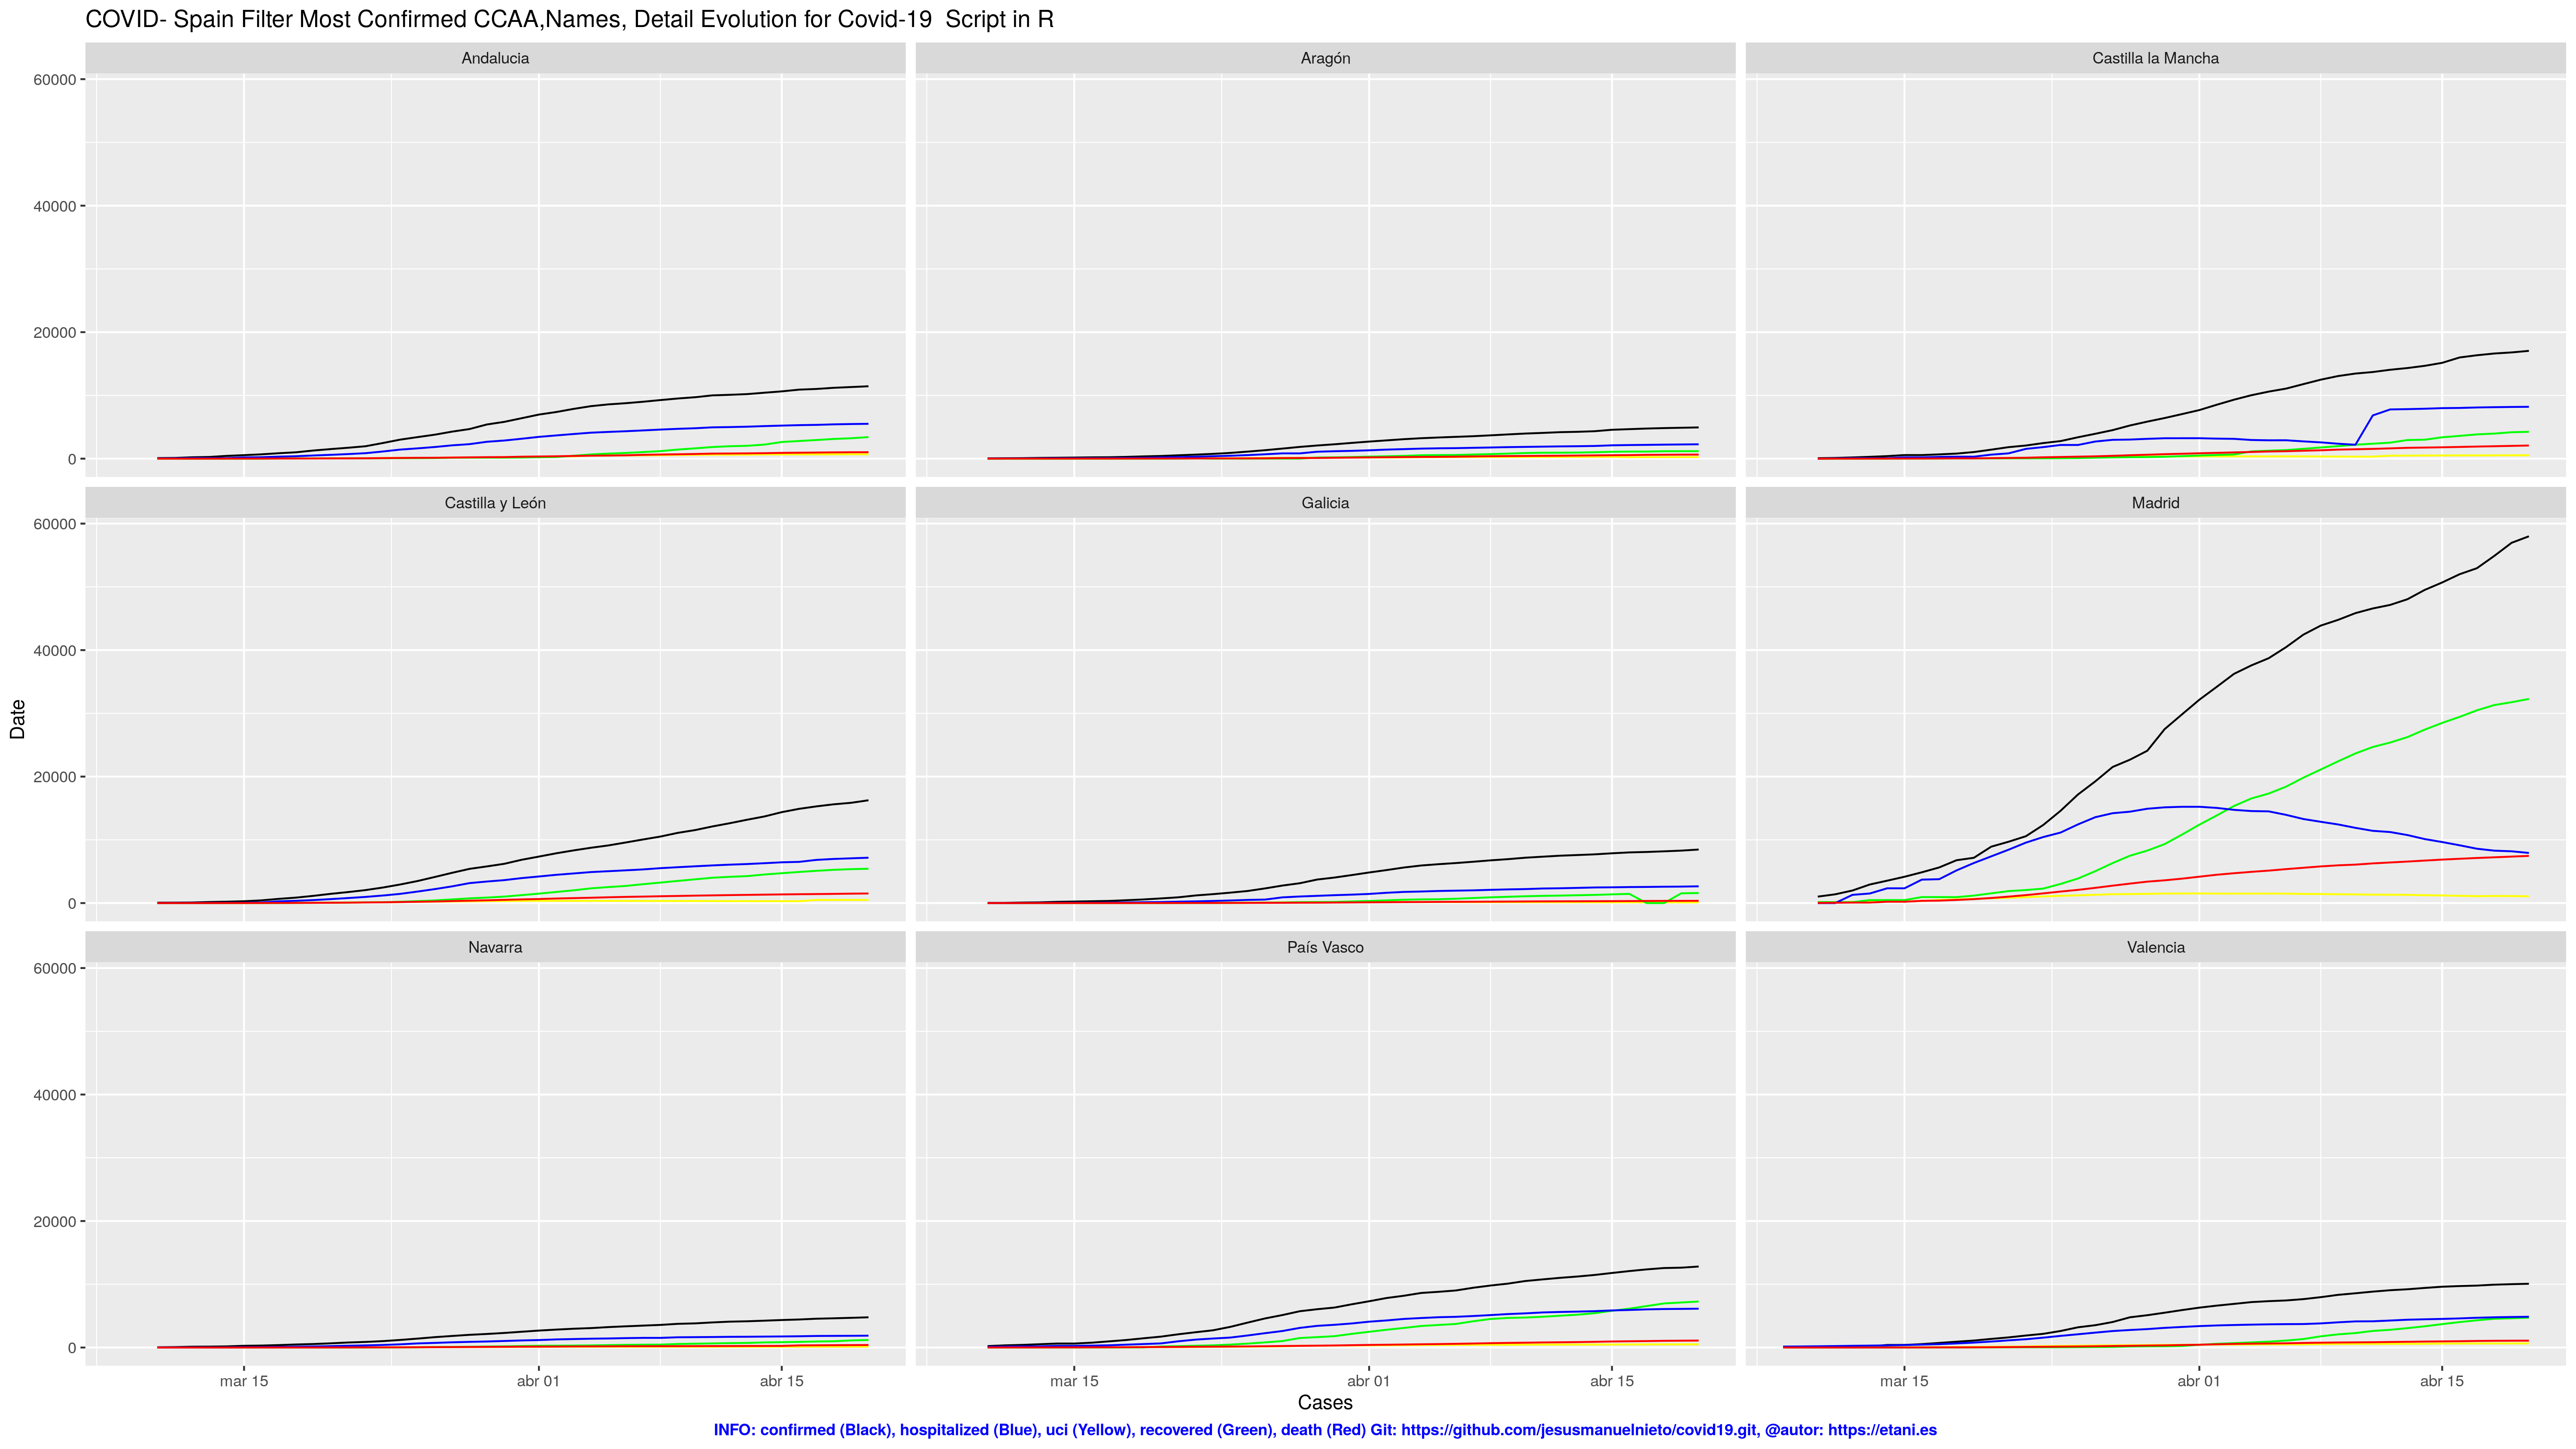 COVID- Spain Filter Most Confirmed CCAA,Names, Detail Evolution for Covid-19  Script in R
Andalucia
Aragón
Castilla la Mancha
60000
40000
20000
0
Castilla y León
Galicia
Madrid
60000
40000
20000
0
Date
Navarra
País Vasco
Valencia
60000
40000
20000
0
mar 15
abr 01
abr 15
mar 15
abr 01
abr 15
mar 15
abr 01
abr 15
Cases
INFO: confirmed (Black), hospitalized (Blue), uci (Yellow), recovered (Green), death (Red) Git: https://github.com/jesusmanuelnieto/covid19.git, @autor: https://etani.es